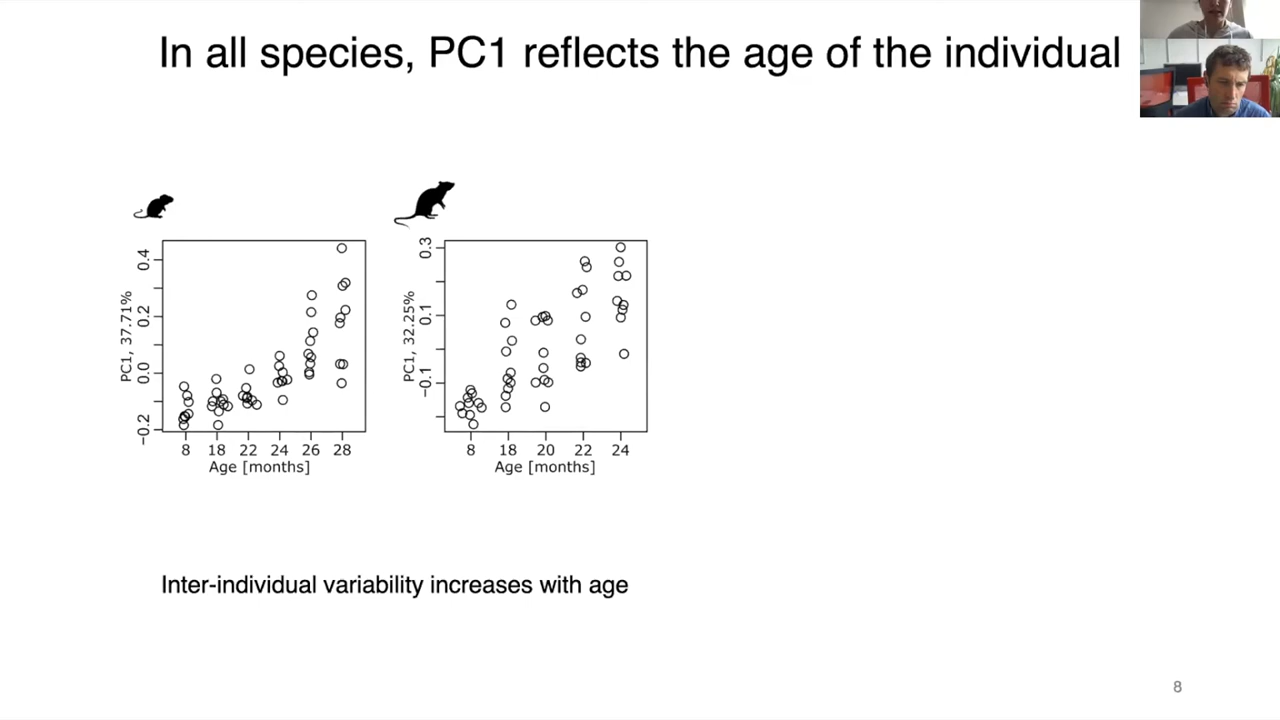 In all species, PC1 reflects the age of the individual
PC1, 37.71%
0.4
0.2
0.0
−0.2
8 18 22 24 26 28
Age [months]
PC1, 32.25%
0.3
0.1
−0.1
8 18 20 22 24
Age [months]
Inter-individual variability increases with age
8